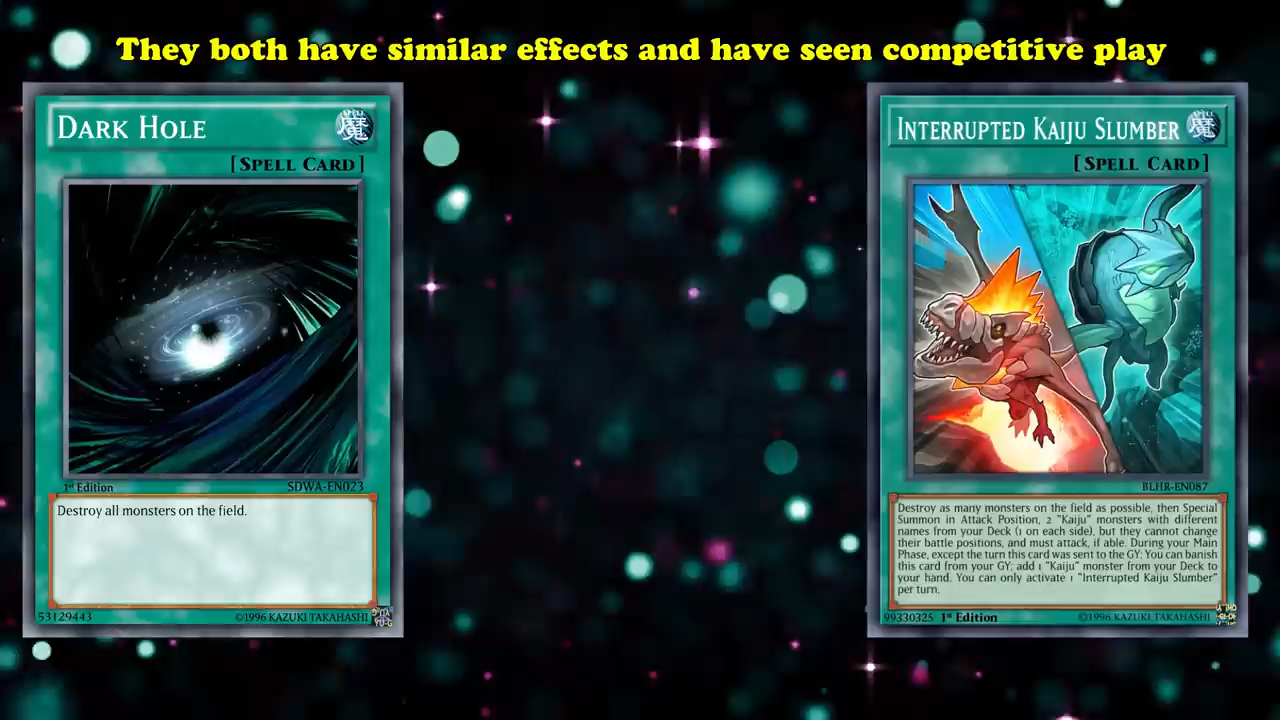 They both have similar effects and have seen competitive play
DARK HOLE
魔
[SPELL CARD]
1st Edition
SDWA-EN023
Destroy all monsters on the field.
53129443
©1996 KAZUKI TAKAHASHI
INTERRUPTED KAIJU SLUMBER
魔
[SPELL CARD]
BLHR-EN087
Destroy as many monsters on the field as possible, then Special
Summon in Attack Position, 2 "Kaiju" monsters with different
names from your Deck (1 on each side), but they cannot change
their battle positions, and must attack, if able. During your Main
Phase, except the turn this card was sent to the GY: You can banish
this card from your GY; add 1 "Kaiju" monster from your Deck to
your hand. You can only activate 1 "Interrupted Kaiju Slumber"
per turn.
99330325 1st Edition
©1996 KAZUKI TAKAHASHI